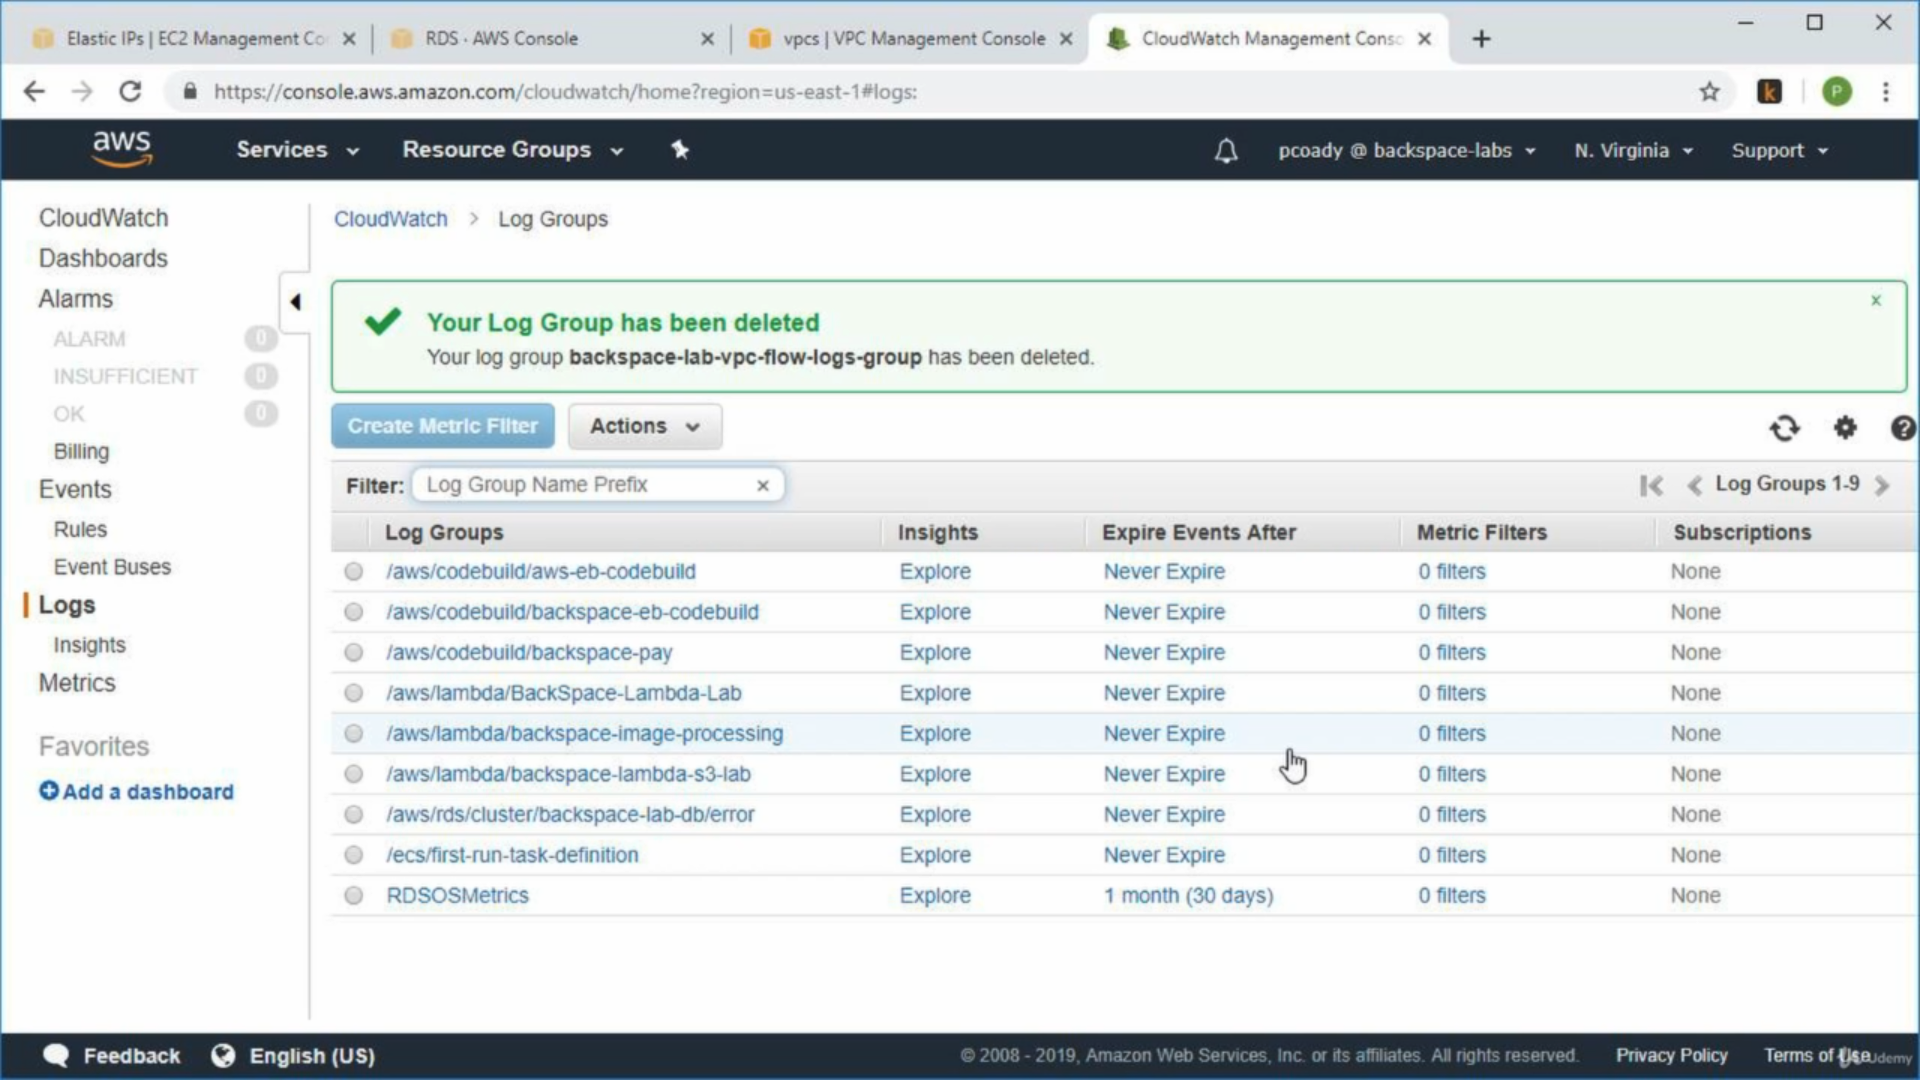 Elastic IPs | EC2 Management Co
RDS · AWS Console
vpcs | VPC Management Console
CloudWatch Management Conso
https://console.aws.amazon.com/cloudwatch/home?region=us-east-1#logs:
k
P
aws
Services
Resource Groups
pcoady @ backspace-labs
N. Virginia
Support
CloudWatch
Dashboards
Alarms
ALARM 0
INSUFFICIENT 0
OK 0
Billing
Events
Rules
Event Buses
Logs
Insights
Metrics
Favorites
Add a dashboard
CloudWatch > Log Groups
Your Log Group has been deleted
Your log group backspace-lab-vpc-flow-logs-group has been deleted.
x
Create Metric Filter
Actions
Filter: Log Group Name Prefix
Log Groups 1-9
Log Groups Insights Expire Events After Metric Filters Subscriptions
/aws/codebuild/aws-eb-codebuild Explore Never Expire 0 filters None
/aws/codebuild/backspace-eb-codebuild Explore Never Expire 0 filters None
/aws/codebuild/backspace-pay Explore Never Expire 0 filters None
/aws/lambda/BackSpace-Lambda-Lab Explore Never Expire 0 filters None
/aws/lambda/backspace-image-processing Explore Never Expire 0 filters None
/aws/lambda/backspace-lambda-s3-lab Explore Never Expire 0 filters None
/aws/rds/cluster/backspace-lab-db/error Explore Never Expire 0 filters None
/ecs/first-run-task-definition Explore Never Expire 0 filters None
RDSOSMetrics Explore 1 month (30 days) 0 filters None
Feedback
English (US)
© 2008 - 2019, Amazon Web Services, Inc. or its affiliates. All rights reserved.
Privacy Policy
Terms of Use
Udemy